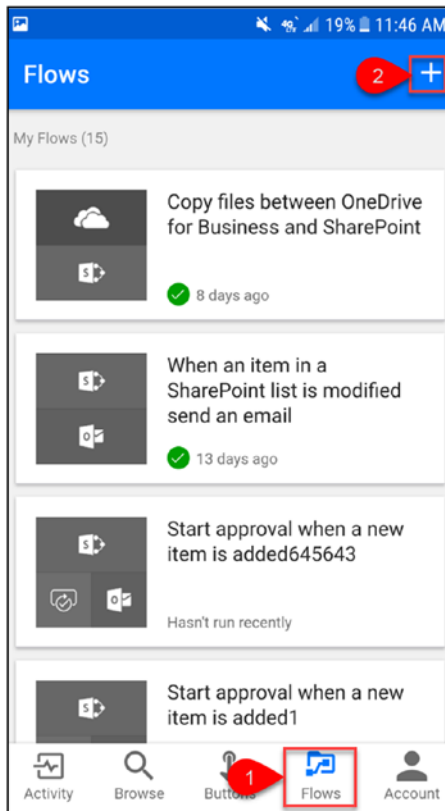 19% 11:46 AM
Flows
2
+
My Flows (15)
Copy files between OneDrive
for Business and SharePoint
8 days ago
When an item in a
SharePoint list is modified
send an email
13 days ago
Start approval when a new
item is added645643
Hasn't run recently
Start approval when a new
item is added1
1
Activity Browse Buttons Flows Account